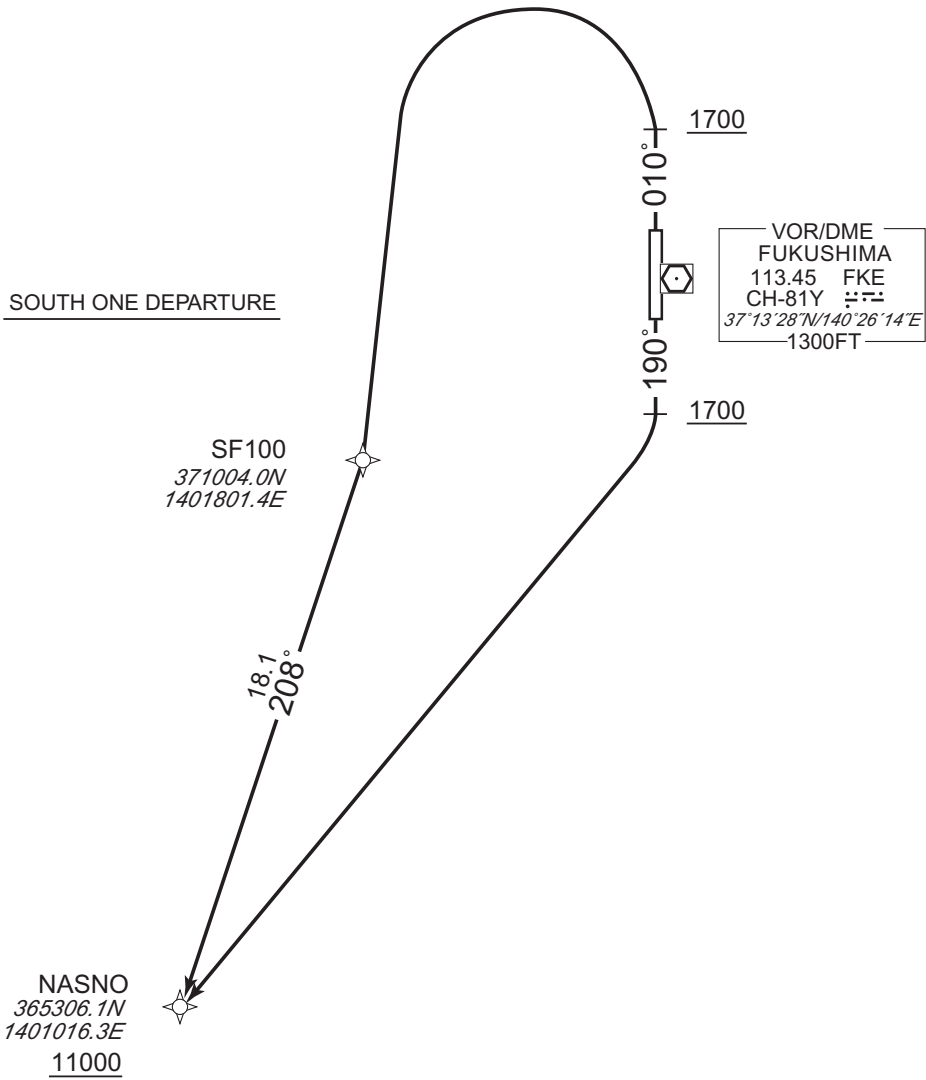 1700
010°
VOR/DME
FUKUSHIMA
113.45 FKE
CH-81Y
37°13´28˝N/140°26´14˝E
1300FT
SOUTH ONE DEPARTURE
190°
1700
SF100
371004.0N
1401801.4E
18.1
208°
NASNO
365306.1N
1401016.3E
11000